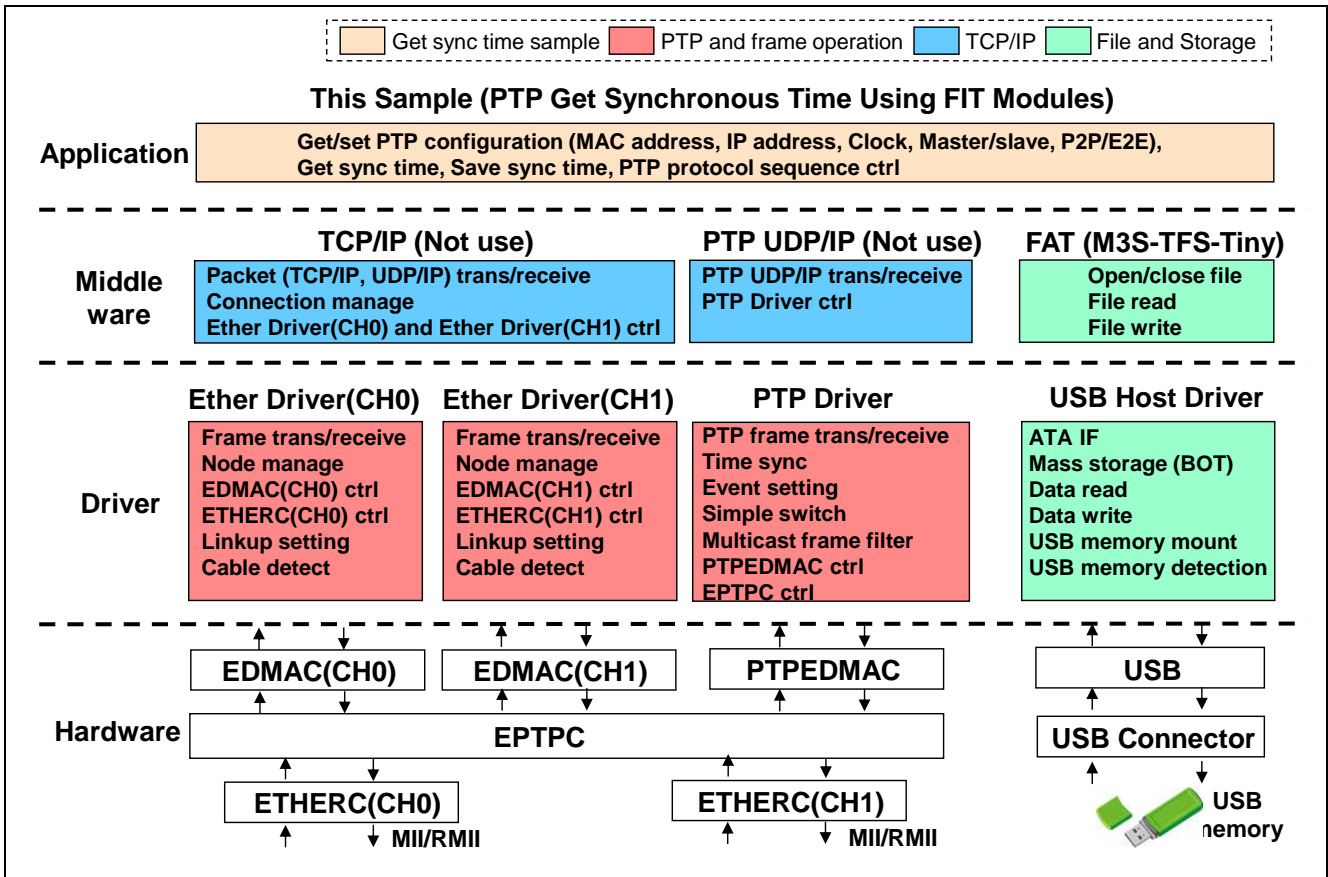 Get sync time sample PTP and frame operation TCP/IP File and Storage
This Sample (PTP Get Synchronous Time Using FIT Modules)
Application
Get/set PTP configuration (MAC address, IP address, Clock, Master/slave, P2P/E2E),
Get sync time, Save sync time, PTP protocol sequence ctrl
Middle
ware
TCP/IP (Not use)
Packet (TCP/IP, UDP/IP) trans/receive
Connection manage
Ether Driver(CH0) and Ether Driver(CH1) ctrl
PTP UDP/IP (Not use)
PTP UDP/IP trans/receive
PTP Driver ctrl
FAT (M3S-TFS-Tiny)
Open/close file
File read
File write
Driver
Ether Driver(CH0)
Frame trans/receive
Node manage
EDMAC(CH0) ctrl
ETHERC(CH0) ctrl
Linkup setting
Cable detect
Ether Driver(CH1)
Frame trans/receive
Node manage
EDMAC(CH1) ctrl
ETHERC(CH1) ctrl
Linkup setting
Cable detect
PTP Driver
PTP frame trans/receive
Time sync
Event setting
Simple switch
Multicast frame filter
PTPEDMAC ctrl
EPTPC ctrl
USB Host Driver
ATA IF
Mass storage (BOT)
Data read
Data write
USB memory mount
USB memory detection
Hardware
EDMAC(CH0)
EDMAC(CH1)
PTPEDMAC
USB
EPTPC
USB Connector
ETHERC(CH0)
ETHERC(CH1)
MII/RMII
MII/RMII
USB
memory